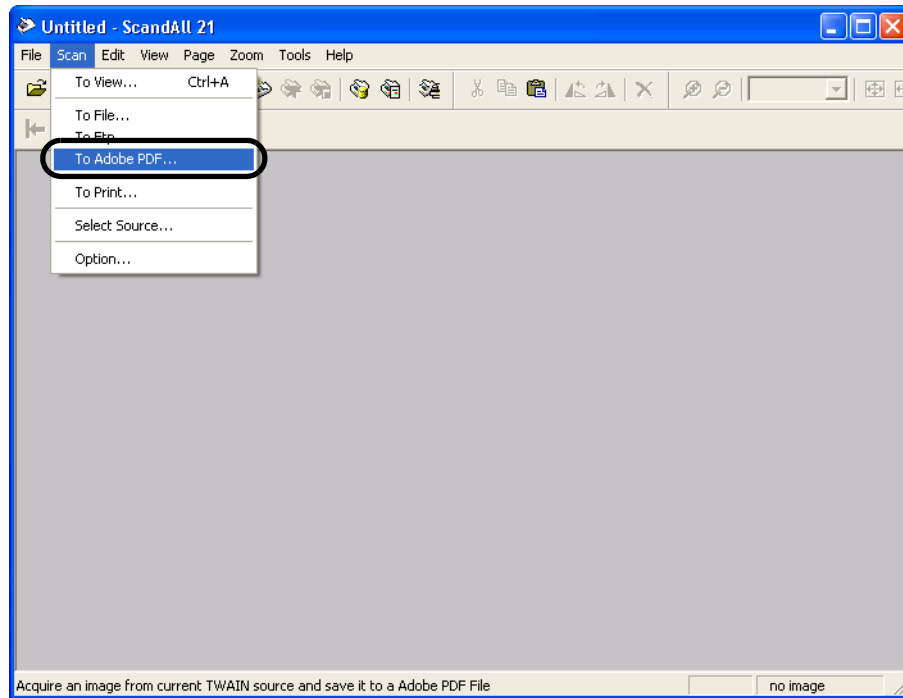 Untitled - ScandAll 21
File Scan Edit View Page Zoom Tools Help
To View... Ctrl+A
To File...
To Ftp
To Adobe PDF...
To Print...
Select Source...
Option...
Acquire an image from current TWAIN source and save it to a Adobe PDF File
no image